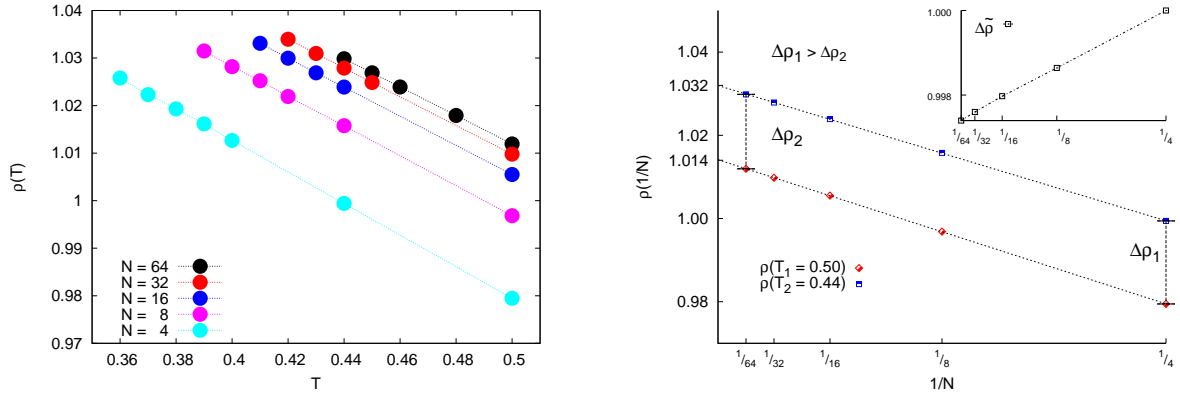 1.04
1.03
1.02
1.01
1
0.99
0.98
0.97
ρ(T)
N = 64
N = 32
N = 16
N = 8
N = 4
0.36 0.38 0.4 0.42 0.44 0.46 0.48 0.5
T
1.04
1.032
1.02
1.014
1.00
0.98
ρ(1/N)
Δρ1 > Δρ2
Δρ2
Δρ1
ρ(T1 = 0.50)
ρ(T2 = 0.44)
1/64 1/32 1/16 1/8 1/4
1/N
1.000
0.998
Δρ̃
1/64 1/32 1/16 1/8 1/4